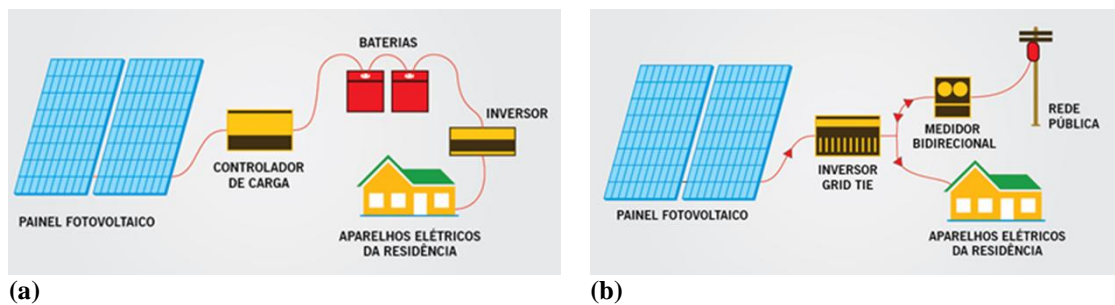 BATERIAS
INVERSOR
CONTROLADOR
DE CARGA
PAINEL FOTOVOLTAICO
APARELHOS ELÉTRICOS
DA RESIDÊNCIA
(a)
REDE
PÚBLICA
MEDIDOR
BIDIRECIONAL
INVERSOR
GRID TIE
PAINEL FOTOVOLTAICO
APARELHOS ELÉTRICOS
DA RESIDÊNCIA
(b)